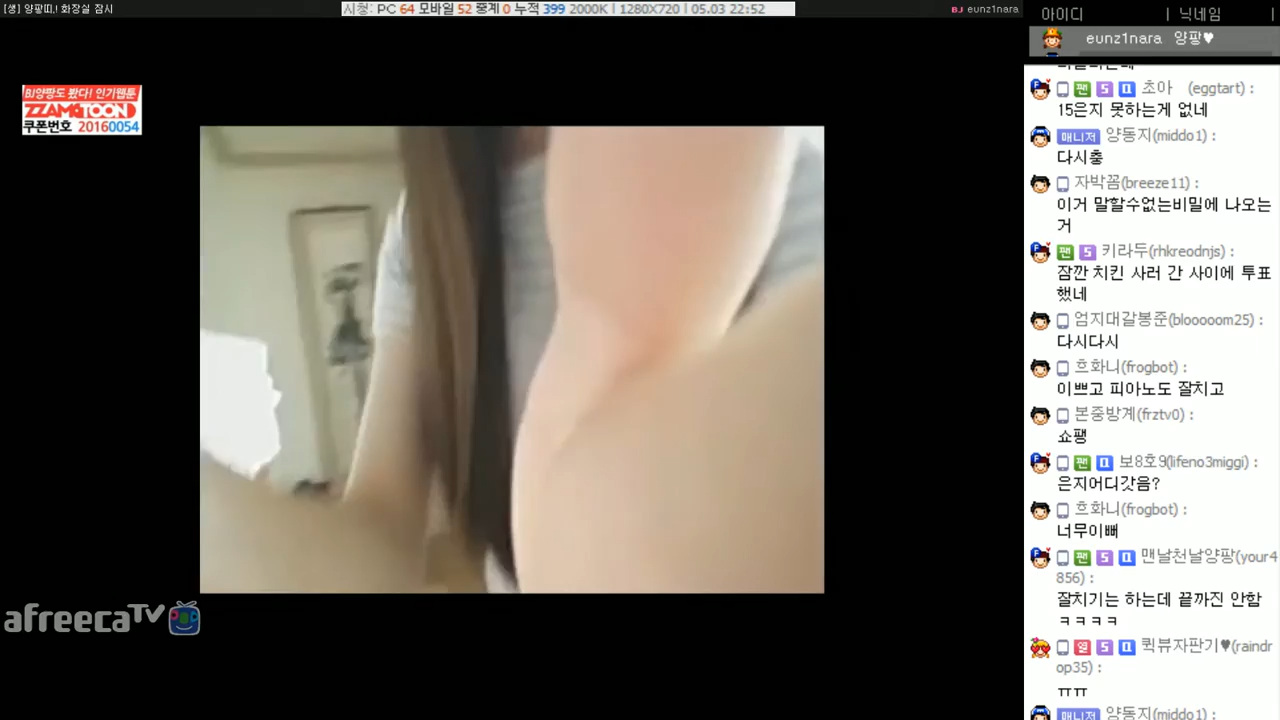 [생] 양팡띠,! 화장실 잠시
시청: PC 64 모바일 52 중계 0 누적 399 2000K | 1280X720 | 05.03 22:52
BJ eunz1nara
아이디 | 닉네임 |
eunz1nara 양팡♥
BJ양팡도 봤다! 인기웹툰
ZZAMTOON
쿠폰번호 20160054
팬 S 초아 (eggtart) :
15은지 못하는게 없네
매니저 양동지(middo1) :
다시충
자박꼼(breeze11) :
이거 말할수없는비밀에 나오는
거
팬 S 키라두(rhkreodnjs) :
잠깐 치킨 사러 간 사이에 투표
했네
엄지대갈봉준(blooooom25) :
다시다시
흐화니(frogbot) :
이쁘고 피아노도 잘치고
본중방계(frztv0) :
쇼팽
팬 보8호9(lifeno3miggi) :
은지어디갓음?
흐화니(frogbot) :
너무이뻐
팬 S 맨날천날양팡(your4
856) :
잘치기는 하는데 끝까진 안함
ㅋㅋㅋㅋ
열 S 퀵뷰자판기♥(raindr
op35) :
ㅠㅠ
매니저 양동지(middo1) :
afreecaTV